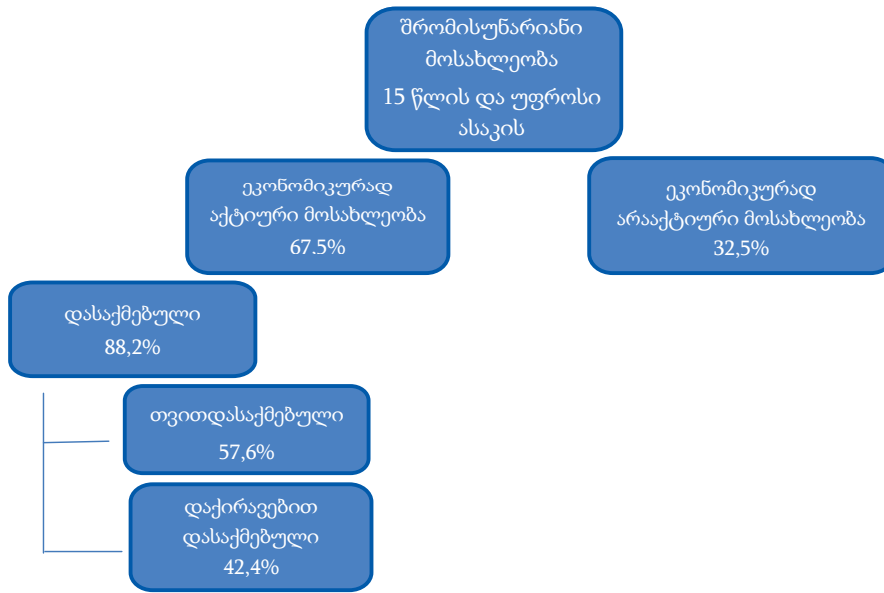 შრომისუნარიანი
მოსახლეობა
15 წლის და უფროსი
ასაკის
ეკონომიკურად
აქტიური მოსახლეობა
67.5%
ეკონომიკურად
არააქტიური მოსახლეობა
32,5%
დასაქმებული
88,2%
თვითდასაქმებული
57,6%
დაქირავებით
დასაქმებული
42,4%